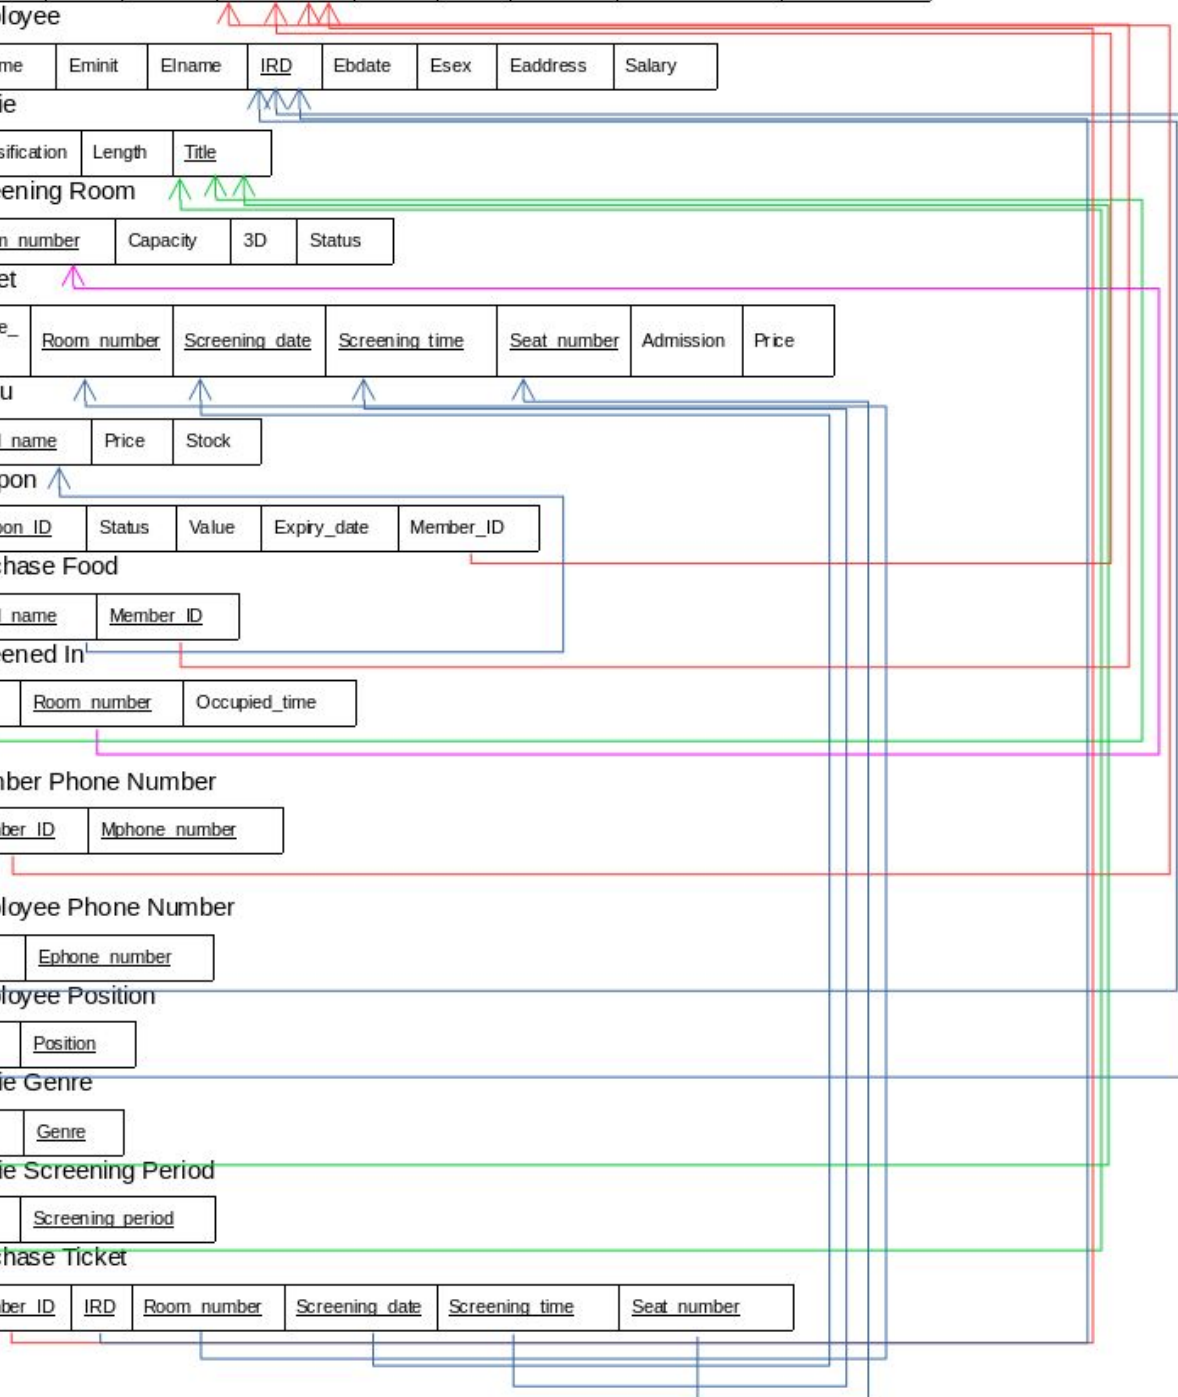 loyee
me Eminit Elname IRD Ebdate Esex Eaddress Salary
ie
sification Length Title
ening Room
n_number Capacity 3D Status
et
e_ Room_number Screening_date Screening_time Seat_number Admission Price
u
l_name Price Stock
pon
oon_ID Status Value Expiry_date Member_ID
chase Food
l_name Member_ID
ened In
Room_number Occupied_time
nber Phone Number
ber_ID Mphone_number
loyee Phone Number
Ephone_number
loyee Position
Position
ie Genre
Genre
ie Screening Period
Screening_period
chase Ticket
ber_ID IRD Room_number Screening_date Screening_time Seat_number